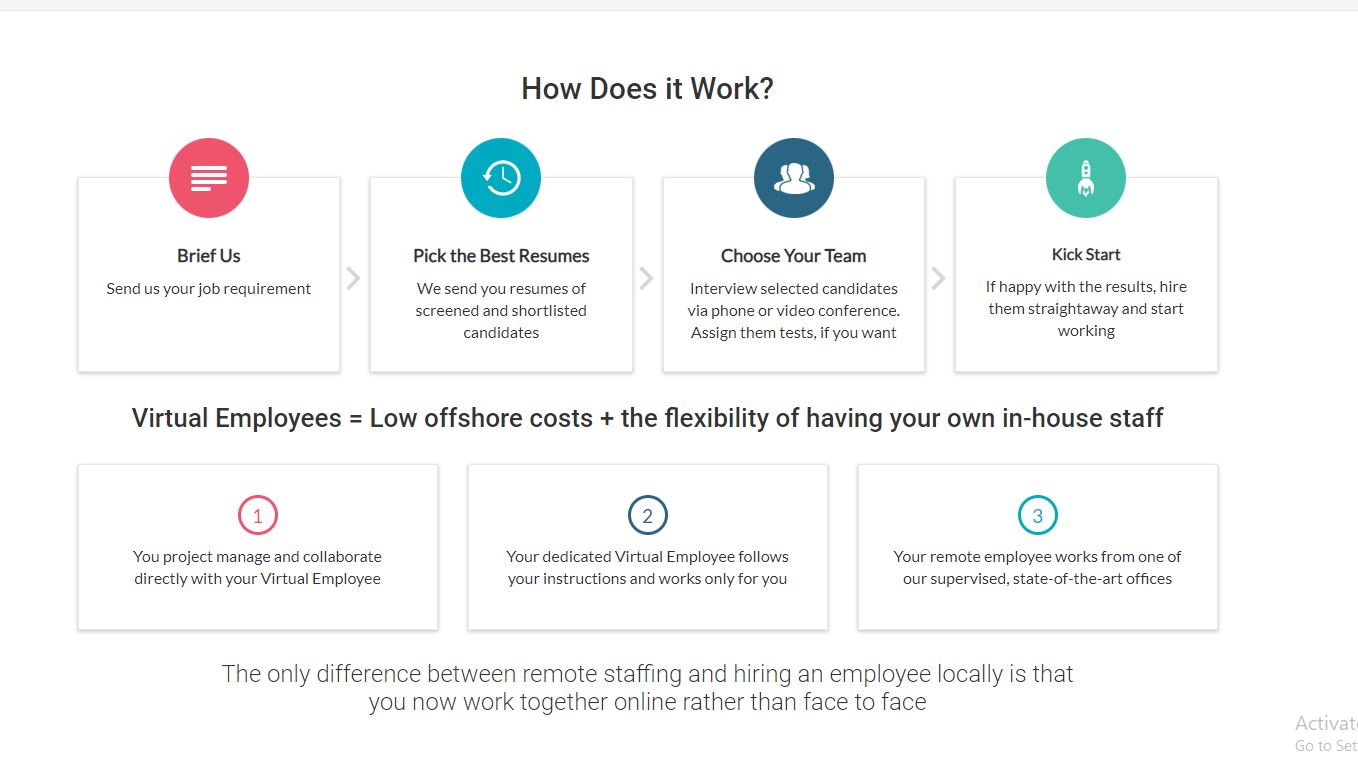 How Does it Work?
Brief Us
Send us your job requirement
Pick the Best Resumes
We send you resumes of
screened and shortlisted
candidates
Choose Your Team
Interview selected candidates
via phone or video conference.
Assign them tests, if you want
Kick Start
If happy with the results, hire
them straightaway and start
working
Virtual Employees = Low offshore costs + the flexibility of having your own in-house staff
1
You project manage and collaborate
directly with your Virtual Employee
2
Your dedicated Virtual Employee follows
your instructions and works only for you
3
Your remote employee works from one of
our supervised, state-of-the-art offices
The only difference between remote staffing and hiring an employee locally is that
you now work together online rather than face to face
Activat
Go to Set